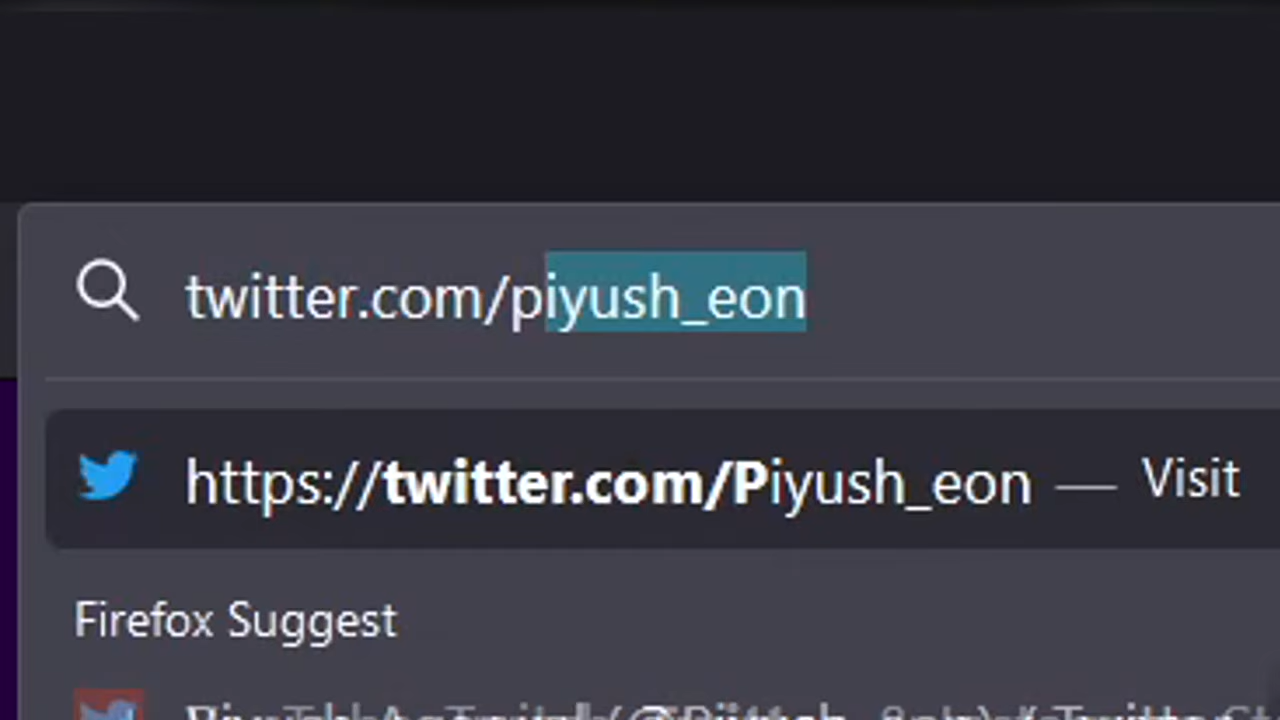 twitter.com/piyush_eon
https://twitter.com/Piyush_eon — Visit
Firefox Suggest